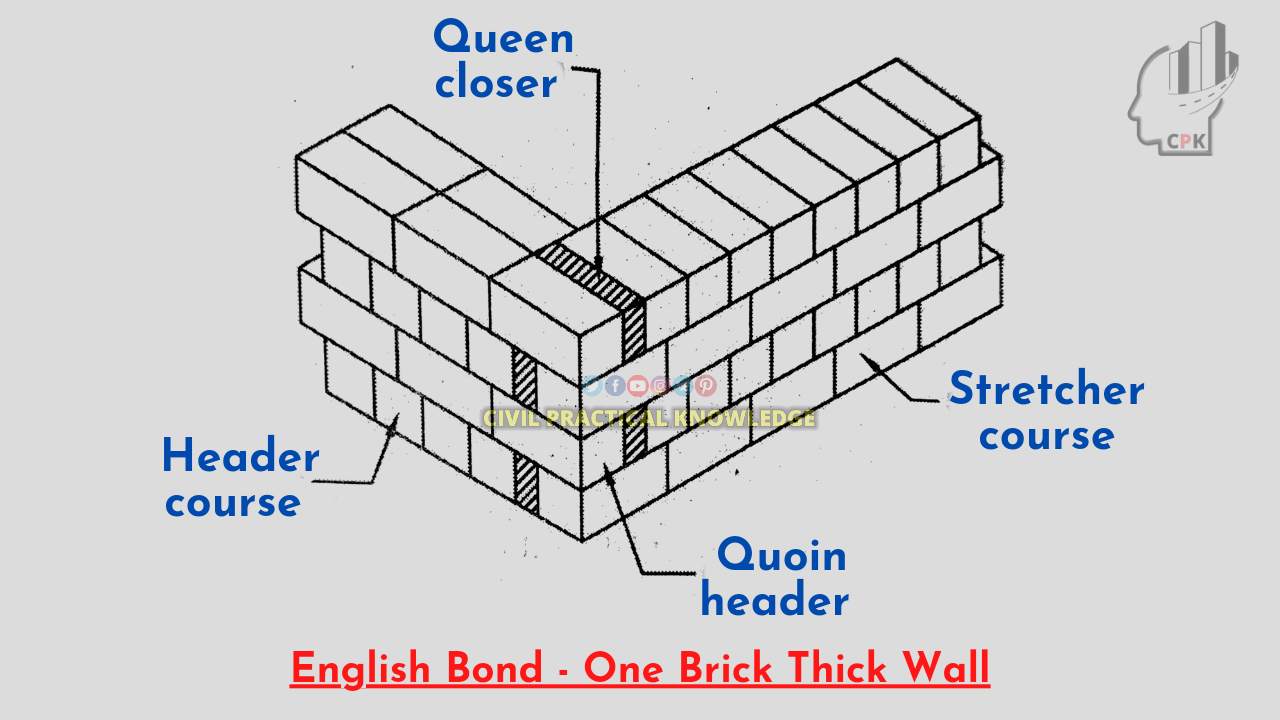 Queen
closer
CPK
CIVIL PRACTICAL KNOWLEDGE
Stretcher
course
Header
course
Quoin
header
English Bond - One Brick Thick Wall